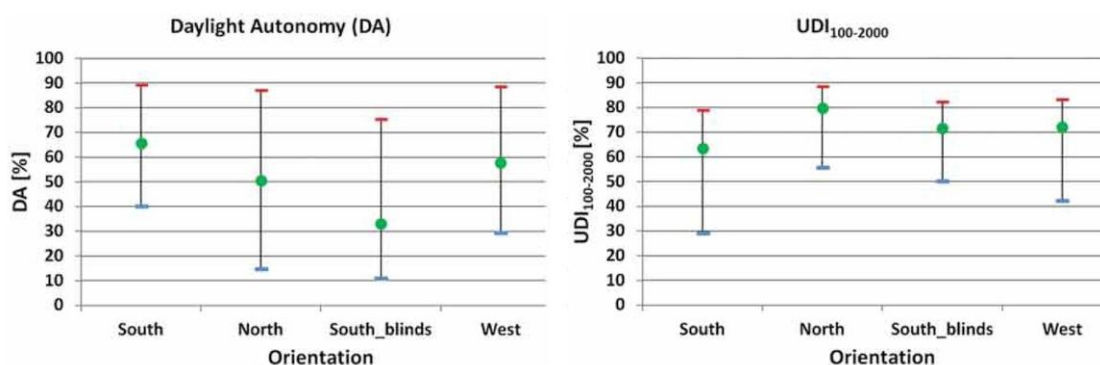 Daylight Autonomy (DA)
DA [%]
100
90
80
70
60
50
40
30
20
10
0
South North South_blinds West
Orientation
UDI100-2000
UDI100-2000 [%]
100
90
80
70
60
50
40
30
20
10
0
South North South_blinds West
Orientation